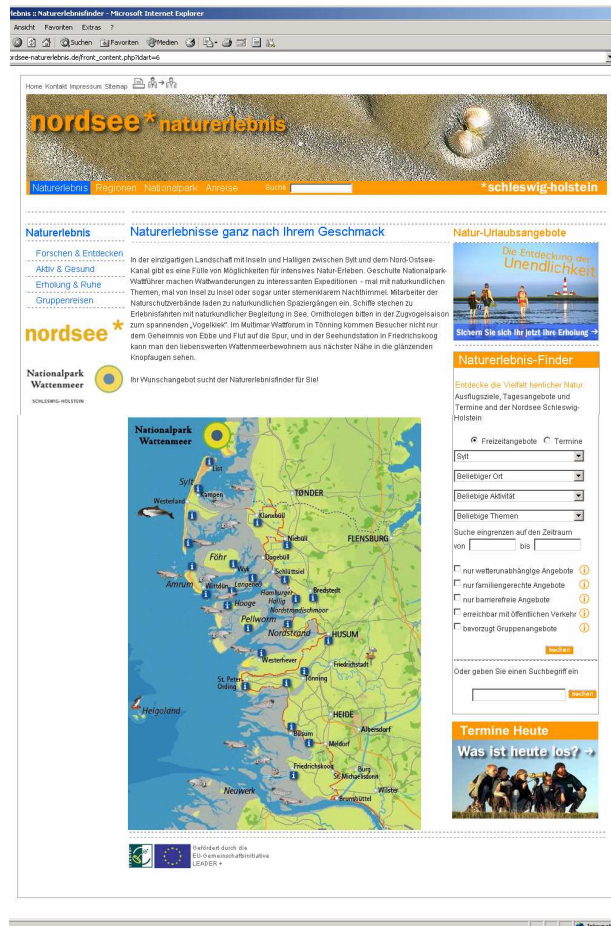 lebnis :: Naturerlebnisfinder - Microsoft Internet Explorer
Ansicht Favoriten Extras ?
Suchen Favoriten Medien
ordsee-naturerlebnis.de/front_content.php?idart=6
Home Kontakt Impressum Sitemap
nordsee*naturerlebnis
Naturerlebnis Regionen Nationalpark Anreise Suche
*schleswig-holstein
Naturerlebnis
Forschen & Entdecken
Aktiv & Gesund
Erholung & Ruhe
Gruppenreisen
nordsee*
Nationalpark
Wattenmeer
SCHLESWIG-HOLSTEIN
Naturerlebnisse ganz nach Ihrem Geschmack
In der einzigartigen Landschaft mit Inseln und Halligen zwischen Sylt und dem Nord-Ostsee-
Kanal gibt es eine Fülle von Möglichkeiten für intensives Natur-Erleben. Geschulte Nationalpark-
Wattführer machen Wattwanderungen zu interessanten Expeditionen - mal mit naturkundlichen
Themen, mal von Insel zu Insel oder sogar unter sternenklarem Nachthimmel. Mitarbeiter der
Naturschutzverbände laden zu naturkundlichen Spaziergängen ein. Schiffe stechen zu
Erlebnisfahrten mit naturkundlicher Begleitung in See. Ornithologen bitten in der Zugvogelsaison
zum spannenden „Vogelkiek". Im Multimar Wattforum in Tönning kommen Besucher nicht nur
dem Geheimnis von Ebbe und Flut auf die Spur, und in der Seehundstation in Friedrichskoog
kann man den liebenswerten Wattenmeerbewohnern aus nächster Nähe in die glänzenden
Knopfaugen sehen.
Ihr Wunschangebot sucht der Naturerlebnisfinder für Sie!
Nationalpark
Wattenmeer
List
Sylt
Kampen
Westerland
TØNDER
Klanxbüll
Niebüll
FLENSBURG
Föhr
Dagebüll
Wyk
Schlüttsiel
Amrum
Wittdün
Langeneß
Hamburger
Hallig
Bredstedt
Hooge
Nordstrandischmoor
Pellworm
Nordstrand
HUSUM
Westerhever
Friedrichstadt
St. Peter-
Ording
Tönning
Helgoland
HEIDE
Albersdorf
Büsum
Meldorf
Friedrichskoog
Burg
St. Michaelisdonn
Neuwerk
Wilster
Brunsbüttel
Gefördert durch die
EU-Gemeinschaftsinitiative
LEADER +
Natur-Urlaubsangebote
Die Entdeckung der
Unendlichkeit
Sichern Sie sich Ihr jetzt ihre Erholung
Naturerlebnis-Finder
Entdecke die Vielfalt herrlicher Natur
Ausflugsziele, Tagesangebote und
Termine and der Nordsee Schleswig-
Holstein
Freizeitangebote Termine
Sylt
Beliebiger Ort
Beliebige Aktivität
Beliebige Themen
Suche eingrenzen auf den Zeitraum
von bis
nur wetterunabhängige Angebote
nur familiengerechte Angebote
nur barrierefreie Angebote
erreichbar mit öffentlichen Verkehr
bevorzugt Gruppenangebote
suchen
Oder geben Sie einen Suchbegriff ein
suchen
Termine Heute
Was ist heute los?